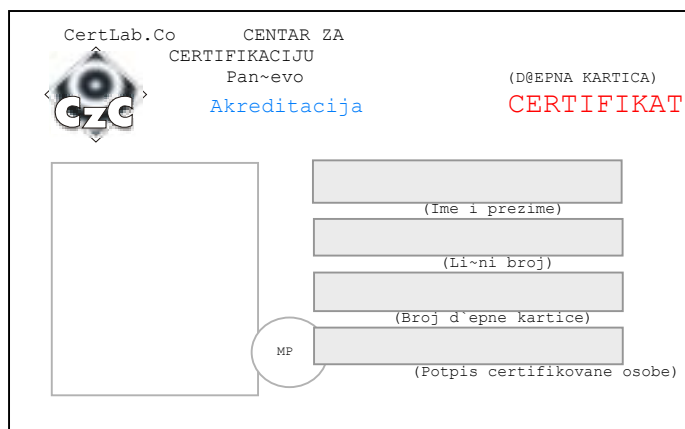 CertLab.Co CENTAR ZA
CERTIFIKACIJU
Pan~evo
(D@EPNA KARTICA)
CzC
Akreditacija
CERTIFIKAT
(Ime i prezime)
(Li~ni broj)
(Broj d`epne kartice)
MP
(Potpis certifikovane osobe)